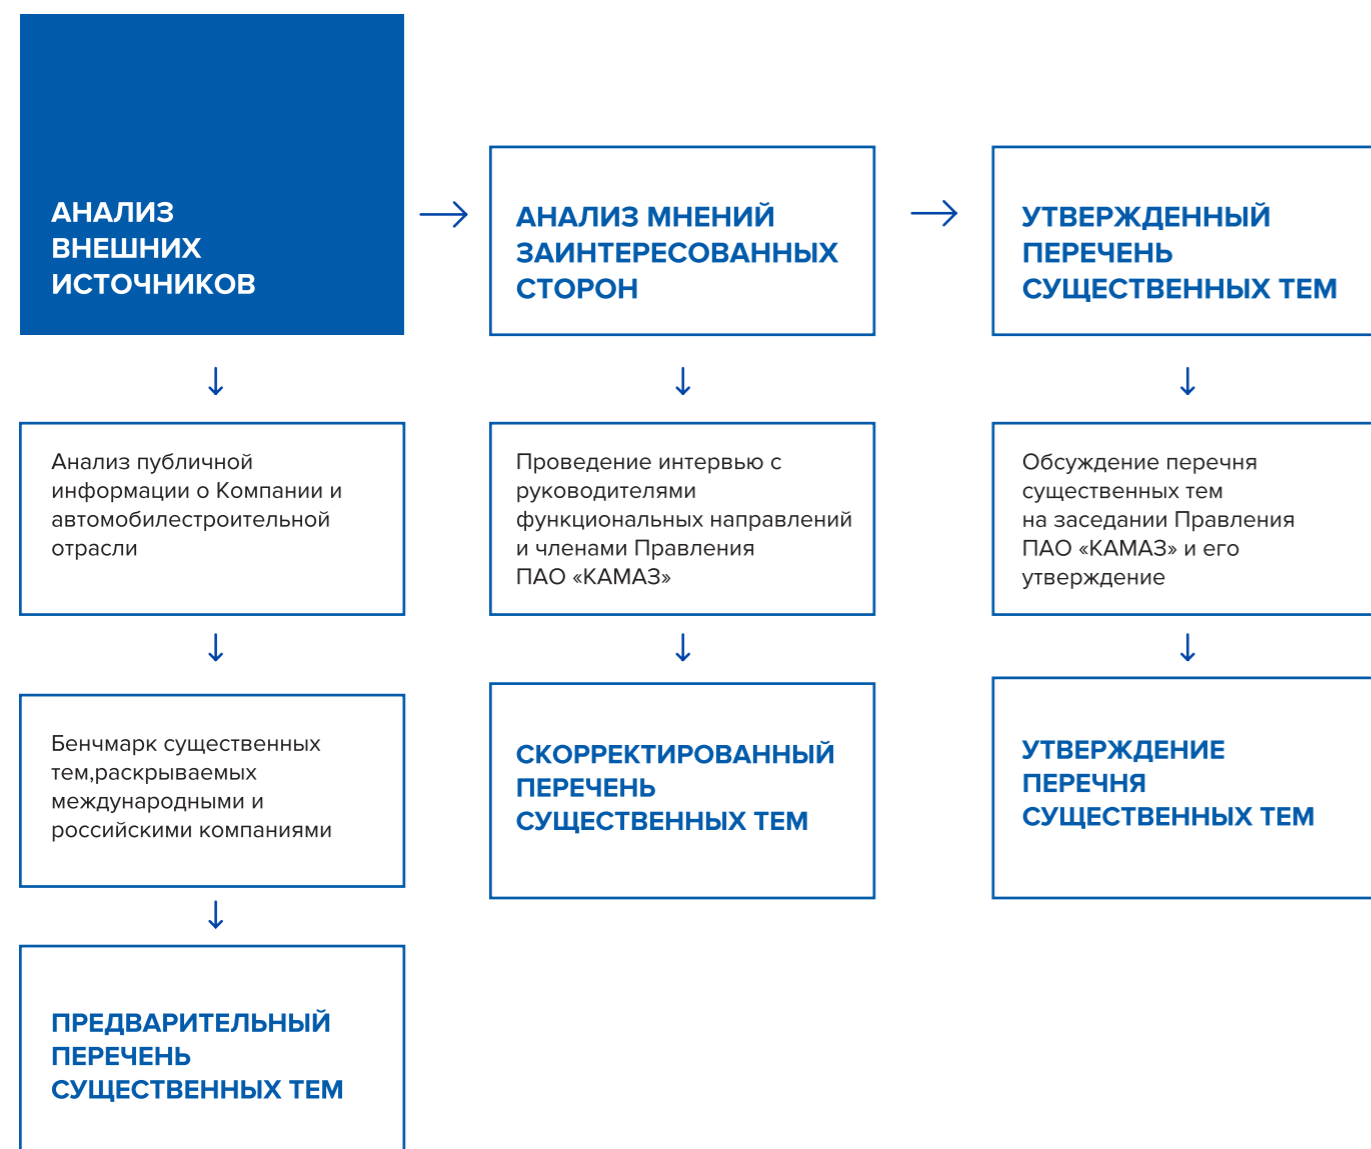 АНАЛИЗ
ВНЕШНИХ
ИСТОЧНИКОВ
АНАЛИЗ МНЕНИЙ
ЗАИНТЕРЕСОВАННЫХ
СТОРОН
УТВЕРЖДЕННЫЙ
ПЕРЕЧЕНЬ
СУЩЕСТВЕННЫХ ТЕМ
Анализ публичной
информации о Компании и
автомобилестроительной
отрасли
Проведение интервью с
руководителями
функциональных направлений
и членами Правления
ПАО «КАМАЗ»
Обсуждение перечня
существенных тем
на заседании Правления
ПАО «КАМАЗ» и его
утверждение
Бенчмарк существенных
тем,раскрываемых
международными и
российскими компаниями
СКОРРЕКТИРОВАННЫЙ
ПЕРЕЧЕНЬ
СУЩЕСТВЕННЫХ ТЕМ
УТВЕРЖДЕНИЕ
ПЕРЕЧНЯ
СУЩЕСТВЕННЫХ ТЕМ
ПРЕДВАРИТЕЛЬНЫЙ
ПЕРЕЧЕНЬ
СУЩЕСТВЕННЫХ ТЕМ